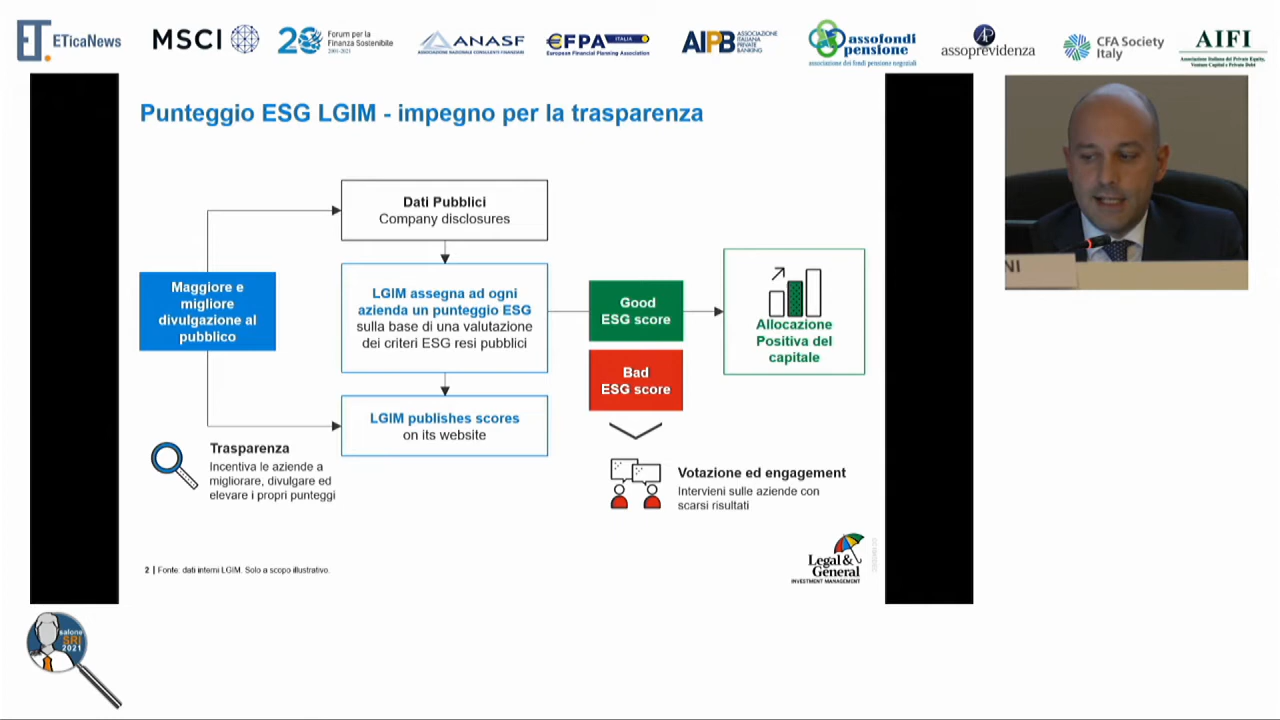 ETicaNews
MSCI
20
Forum per la
Finanza Sostenibile
2001-2021
ANASF
ASSOCIAZIONE NAZIONALE CONSULENTI FINANZIARI
EFPA ITALIA
European Financial Planning Association
AIPB
ASSOCIAZIONE
ITALIANA
PRIVATE
BANKING
assofondi
pensione
associazione dei fondi pensione negoziali
AP
assoprevidenza
CFA Society
Italy
AIFI
Associazione Italiana del Private Equity,
Venture Capital e Private Debt
Punteggio ESG LGIM - impegno per la trasparenza
Dati Pubblici
Company disclosures
Maggiore e
migliore
divulgazione al
pubblico
LGIM assegna ad ogni
azienda un punteggio ESG
sulla base di una valutazione
dei criteri ESG resi pubblici
Good
ESG score
Bad
ESG score
Allocazione
Positiva del
capitale
LGIM publishes scores
on its website
Trasparenza
Incentiva le aziende a
migliorare, divulgare ed
elevare i propri punteggi
Votazione ed engagement
Intervieni sulle aziende con
scarsi risultati
2 | Fonte: dati interni LGIM. Solo a scopo illustrativo.
Legal &
General
INVESTMENT MANAGEMENT
NI
salone
SRI
2021